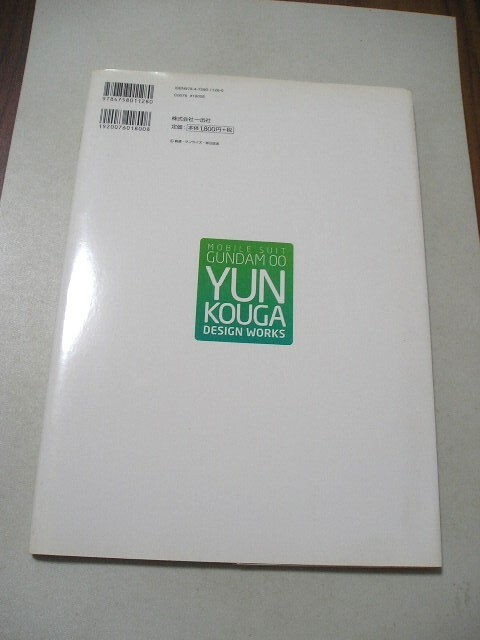 9784758011280
1920076018008
株式会社一迅社
定価：本体1,800円+税
MOBILE SUIT
GUNDAM 00
YUN
KOUGA
DESIGN WORKS